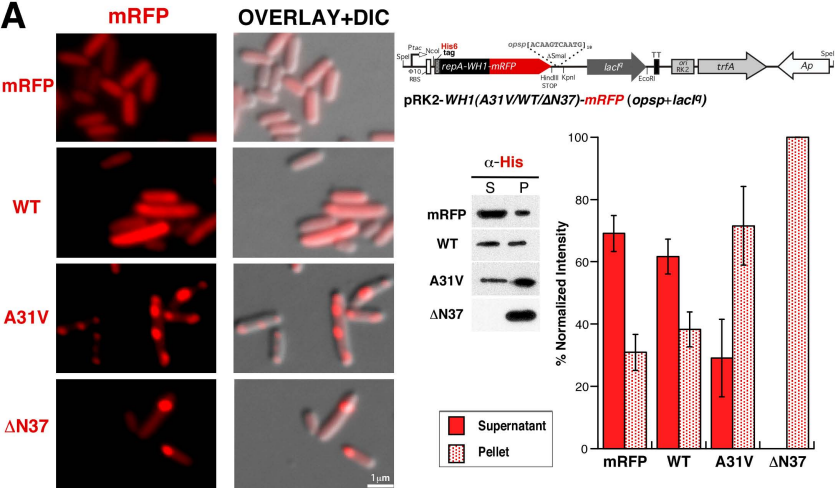 A
mRFP
OVERLAY+DIC
mRFP
WT
A31V
ΔN37
1μm
opsp[ACAAGTCAATG]10
ΔSmaI
Ptac
His6
tag
SpeI
NcoI
Φ10
RBS
repA-WH1-mRFP
HindIII
STOP
KpnI
lacIq
EcoRI
TT
ori
RK2
trfA
Ap
SpeI
pRK2-WH1(A31V/WT/ΔN37)-mRFP (opsp+lacIq)
α-His
S P
mRFP
WT
A31V
ΔN37
Supernatant
Pellet
% Normalized Intensity
100
80
60
40
20
0
mRFP WT A31V ΔN37